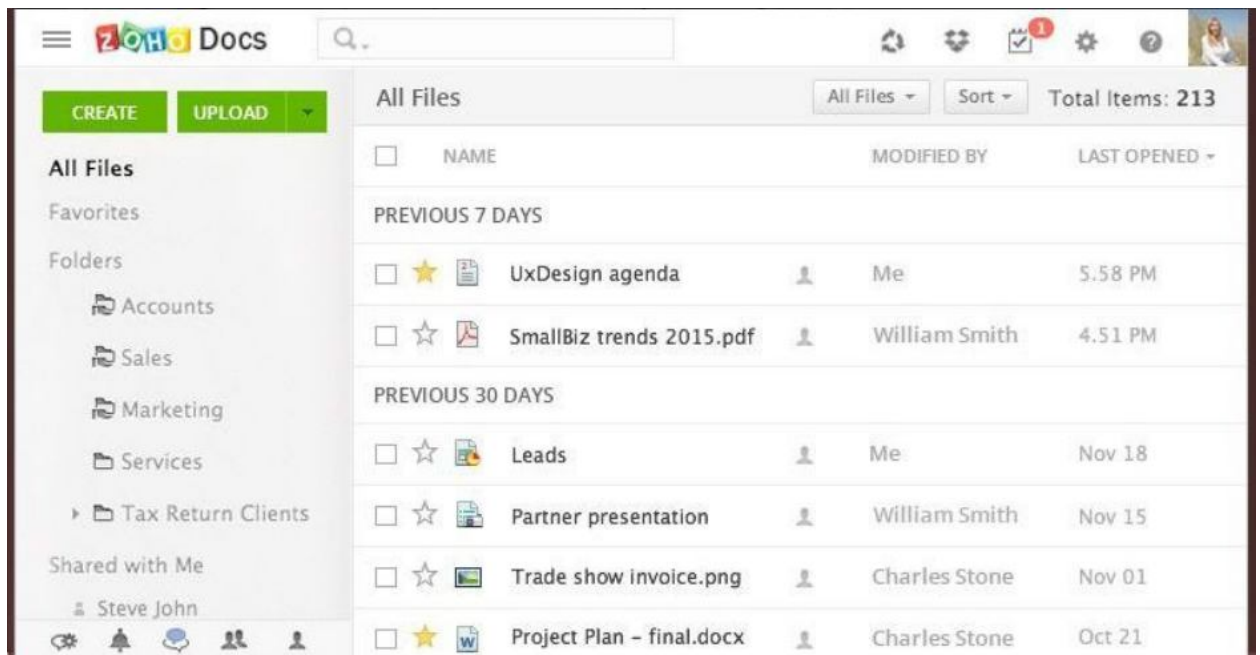 ZOHO Docs
1
CREATE
UPLOAD
All Files
Favorites
Folders
Accounts
Sales
Marketing
Services
Tax Return Clients
Shared with Me
Steve John
All Files
All Files
Sort
Total Items: 213
NAME MODIFIED BY LAST OPENED
PREVIOUS 7 DAYS
UxDesign agenda Me 5.58 PM
SmallBiz trends 2015.pdf William Smith 4.51 PM
PREVIOUS 30 DAYS
Leads Me Nov 18
Partner presentation William Smith Nov 15
Trade show invoice.png Charles Stone Nov 01
Project Plan – final.docx Charles Stone Oct 21